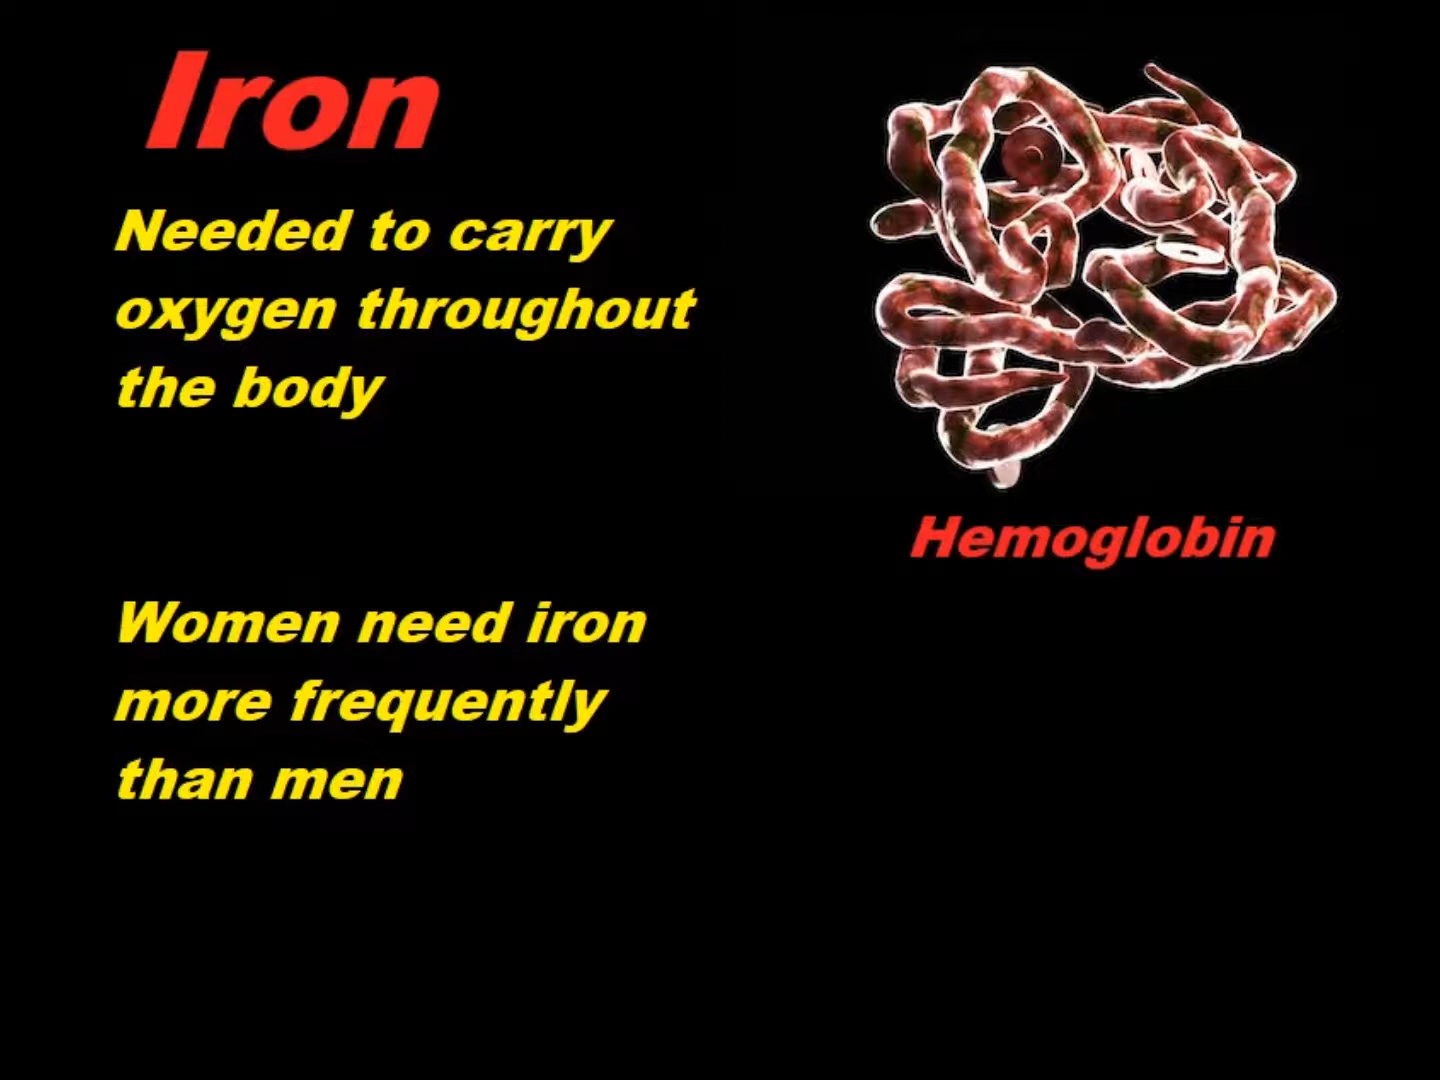 Iron
Needed to carry
oxygen throughout
the body
Hemoglobin
Women need iron
more frequently
than men